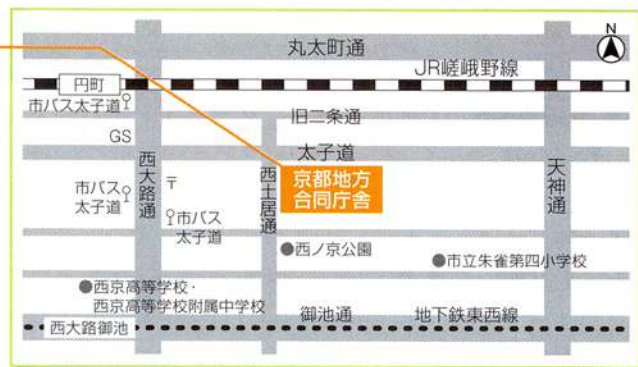 N
丸太町通
JR嵯峨野線
円町
市バス太子道
旧二条通
GS
太子道
西大路通
西土居通
天神通
京都地方
合同庁舎
市バス
太子道
〒
市バス
太子道
西ノ京公園
市立朱雀第四小学校
西京高等学校・
西京高等学校附属中学校
御池通
地下鉄東西線
西大路御池